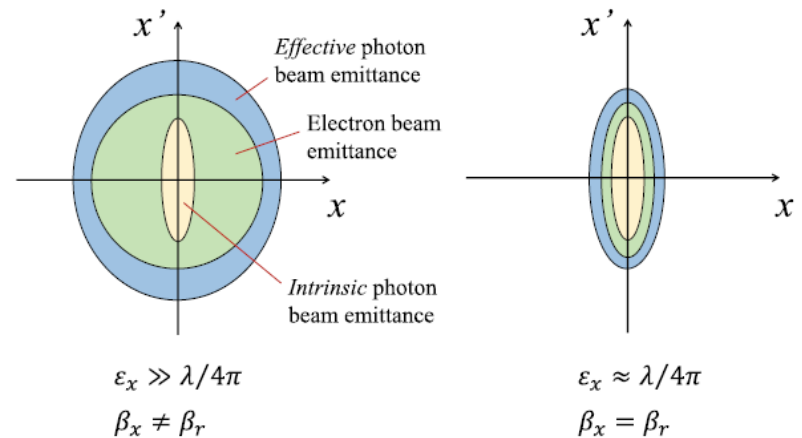 x’
Effective photon
beam emittance
Electron beam
emittance
x
Intrinsic photon
beam emittance
εₓ ≫ λ/4π
βₓ ≠ βᵣ
x’
x
εₓ ≈ λ/4π
βₓ = βᵣ